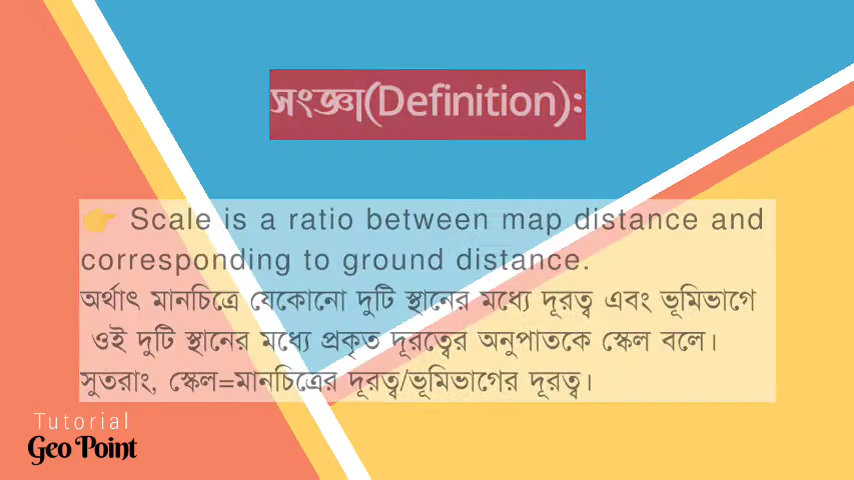 সংজ্ঞা(Definition):
👉 Scale is a ratio between map distance and
corresponding to ground distance.
অর্থাৎ মানচিত্রে যেকোনো দুটি স্থানের মধ্যে দূরত্ব এবং ভূমিভাগে
ওই দুটি স্থানের মধ্যে প্রকৃত দূরত্বের অনুপাতকে স্কেল বলে।
সুতরাং, স্কেল=মানচিত্রের দূরত্ব/ভূমিভাগের দূরত্ব।
Tutorial
Geo Point